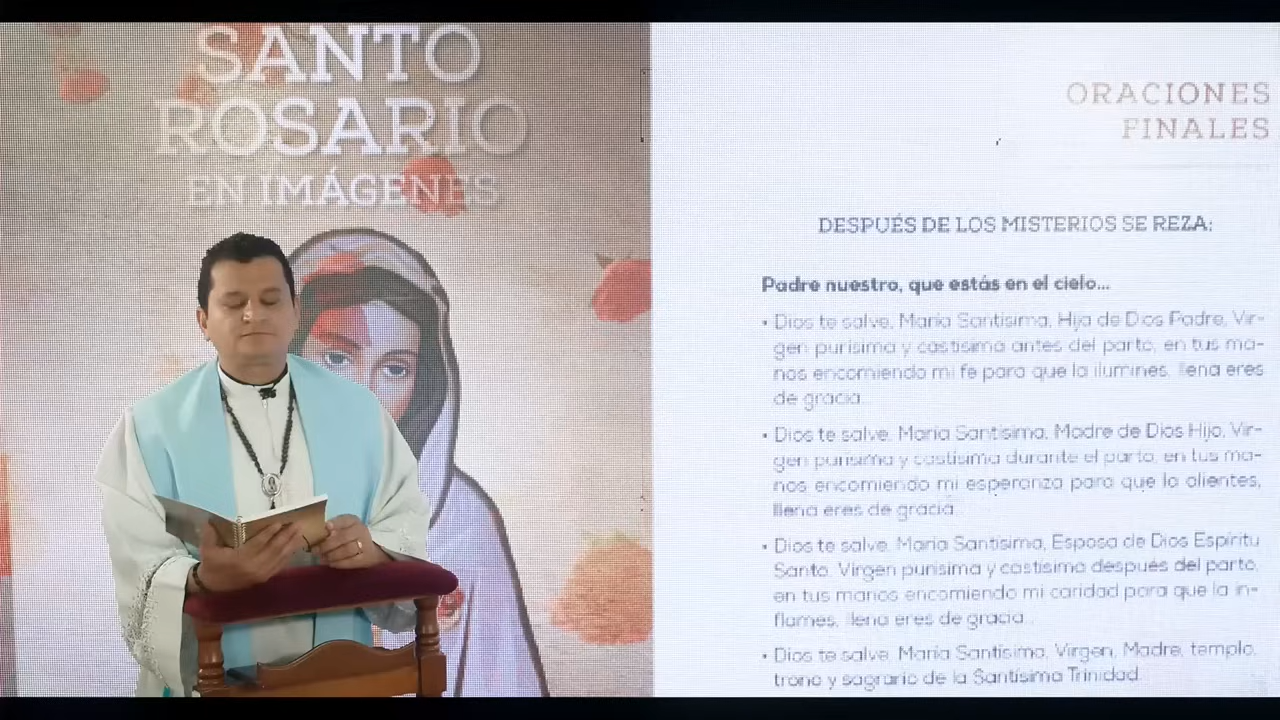 SANTO
ROSARIO
EN IMÁGENES
ORACIONES
FINALES
DESPUÉS DE LOS MISTERIOS SE REZA:
Padre nuestro, que estás en el cielo...
• Dios te salve, María Santísima, Hija de Dios Padre, Vir-
gen purísima y castísima antes del parto, en tus ma-
nos encomiendo mi fe para que la ilumines, llena eres
de gracia...
• Dios te salve, María Santísima, Madre de Dios Hijo, Vir-
gen purísima y castísima durante el parto, en tus ma-
nos encomiendo mi esperanza para que la alientes,
llena eres de gracia...
• Dios te salve, María Santísima, Esposa de Dios Espíritu
Santo, Virgen purísima y castísima después del parto,
en tus manos encomiendo mi caridad para que la in-
flames, llena eres de gracia...
• Dios te salve, María Santísima, Virgen, Madre, templo,
trono y sagrario de la Santísima Trinidad.